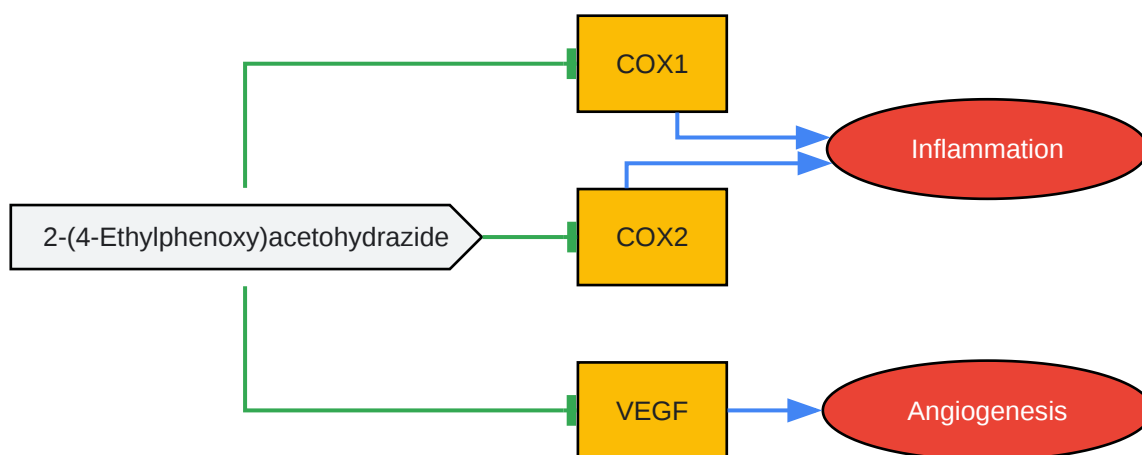 COX1
Inflammation
2-(4-Ethylphenoxy)acetohydrazide
COX2
VEGF
Angiogenesis